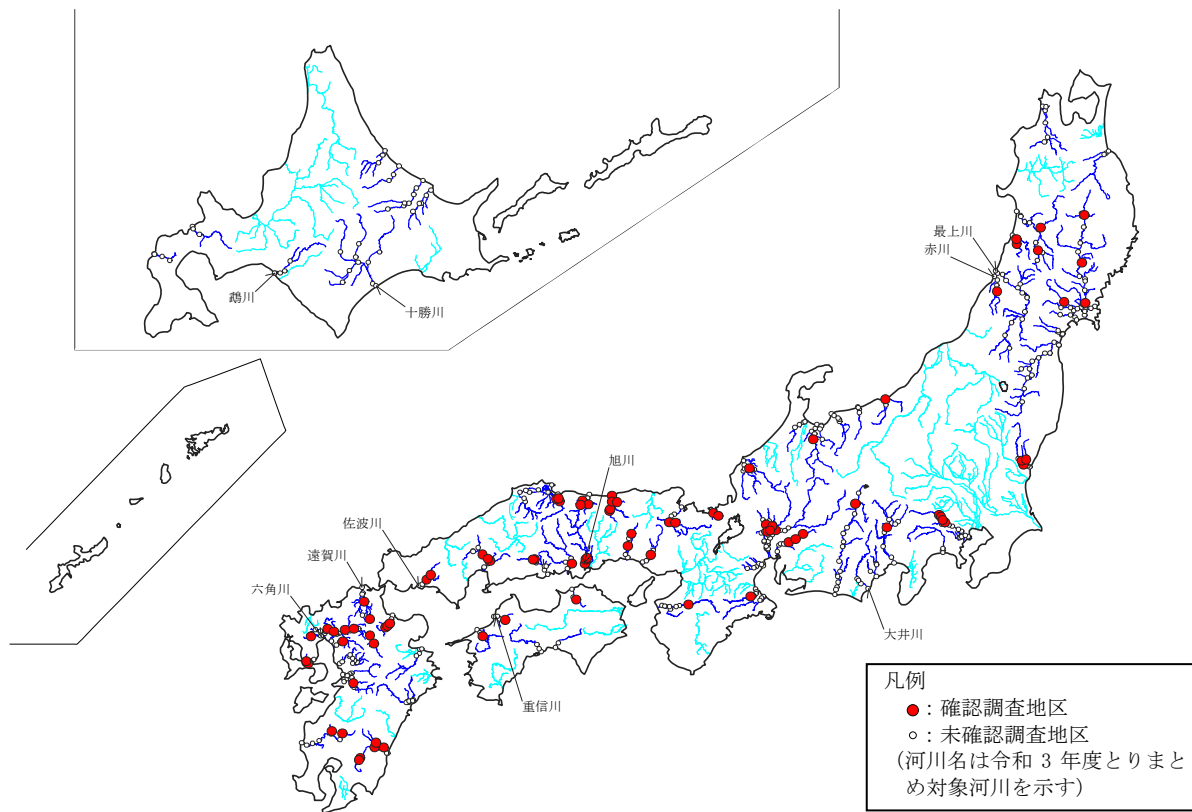 最上川
赤川
鵡川
十勝川
旭川
佐波川
遠賀川
六角川
大井川
重信川
凡例
：確認調査地区
：未確認調査地区
(河川名は令和 3 年度とりまと
め対象河川を示す)